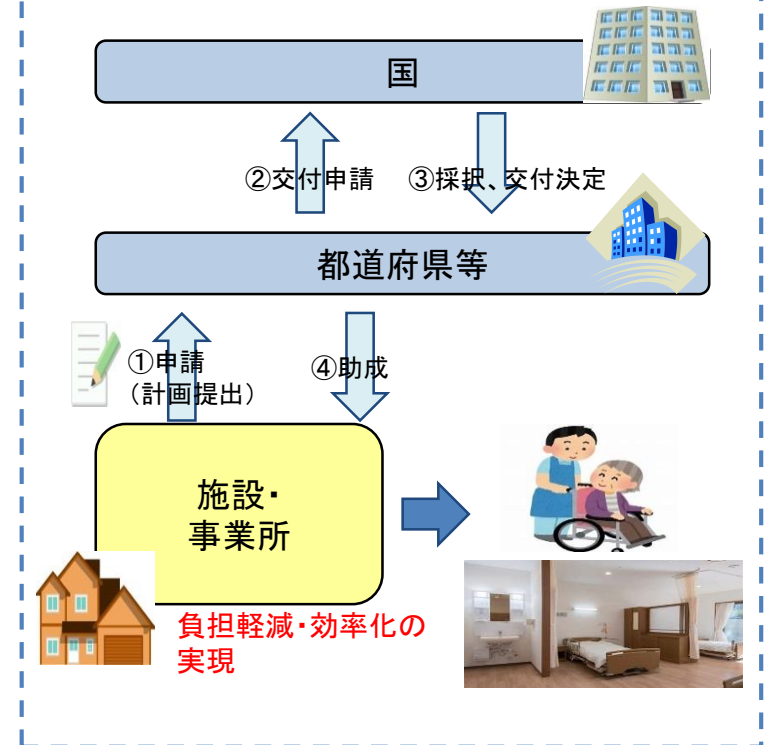 国
②交付申請
③採択、交付決定
都道府県等
①申請
（計画提出）
④助成
施設・
事業所
負担軽減・効率化の
実現